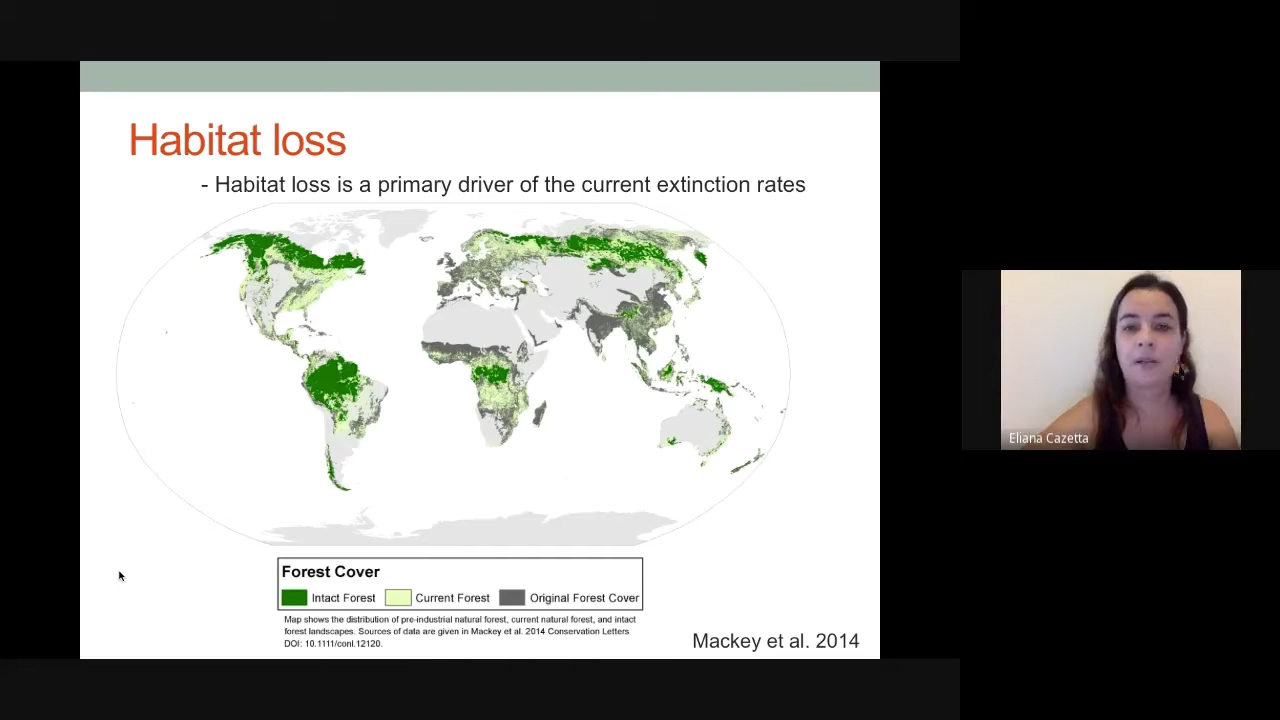 Habitat loss
- Habitat loss is a primary driver of the current extinction rates
Forest Cover
Intact Forest
Current Forest
Original Forest Cover
Map shows the distribution of pre-industrial natural forest, current natural forest, and intact
forest landscapes. Sources of data are given in Mackey et al. 2014 Conservation Letters
DOI: 10.1111/conl.12120.
Mackey et al. 2014
Eliana Cazetta